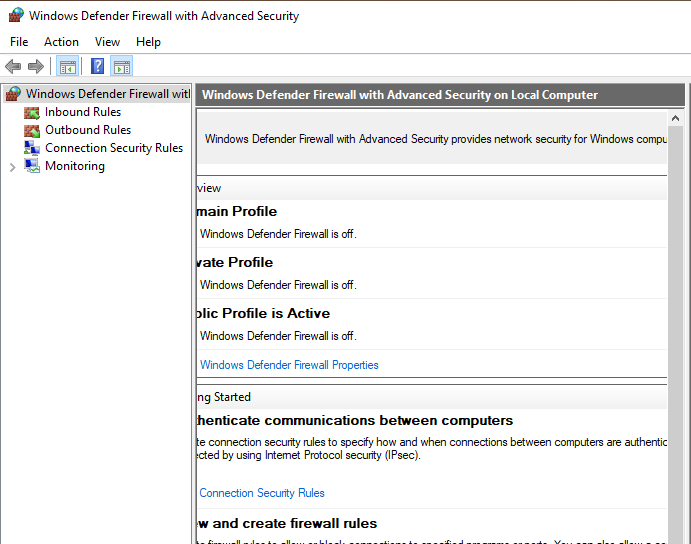 Windows Defender Firewall with Advanced Security
File Action View Help
Windows Defender Firewall wit
Inbound Rules
Outbound Rules
Connection Security Rules
Monitoring
Windows Defender Firewall with Advanced Security on Local Computer
Windows Defender Firewall with Advanced Security provides network security for Windows compu
view
main Profile
Windows Defender Firewall is off.
vate Profile
Windows Defender Firewall is off.
blic Profile is Active
Windows Defender Firewall is off.
Windows Defender Firewall Properties
ng Started
thenticate communications between computers
te connection security rules to specify how and when connections between computers are authentic
ected by using Internet Protocol security (IPsec).
Connection Security Rules
w and create firewall rules